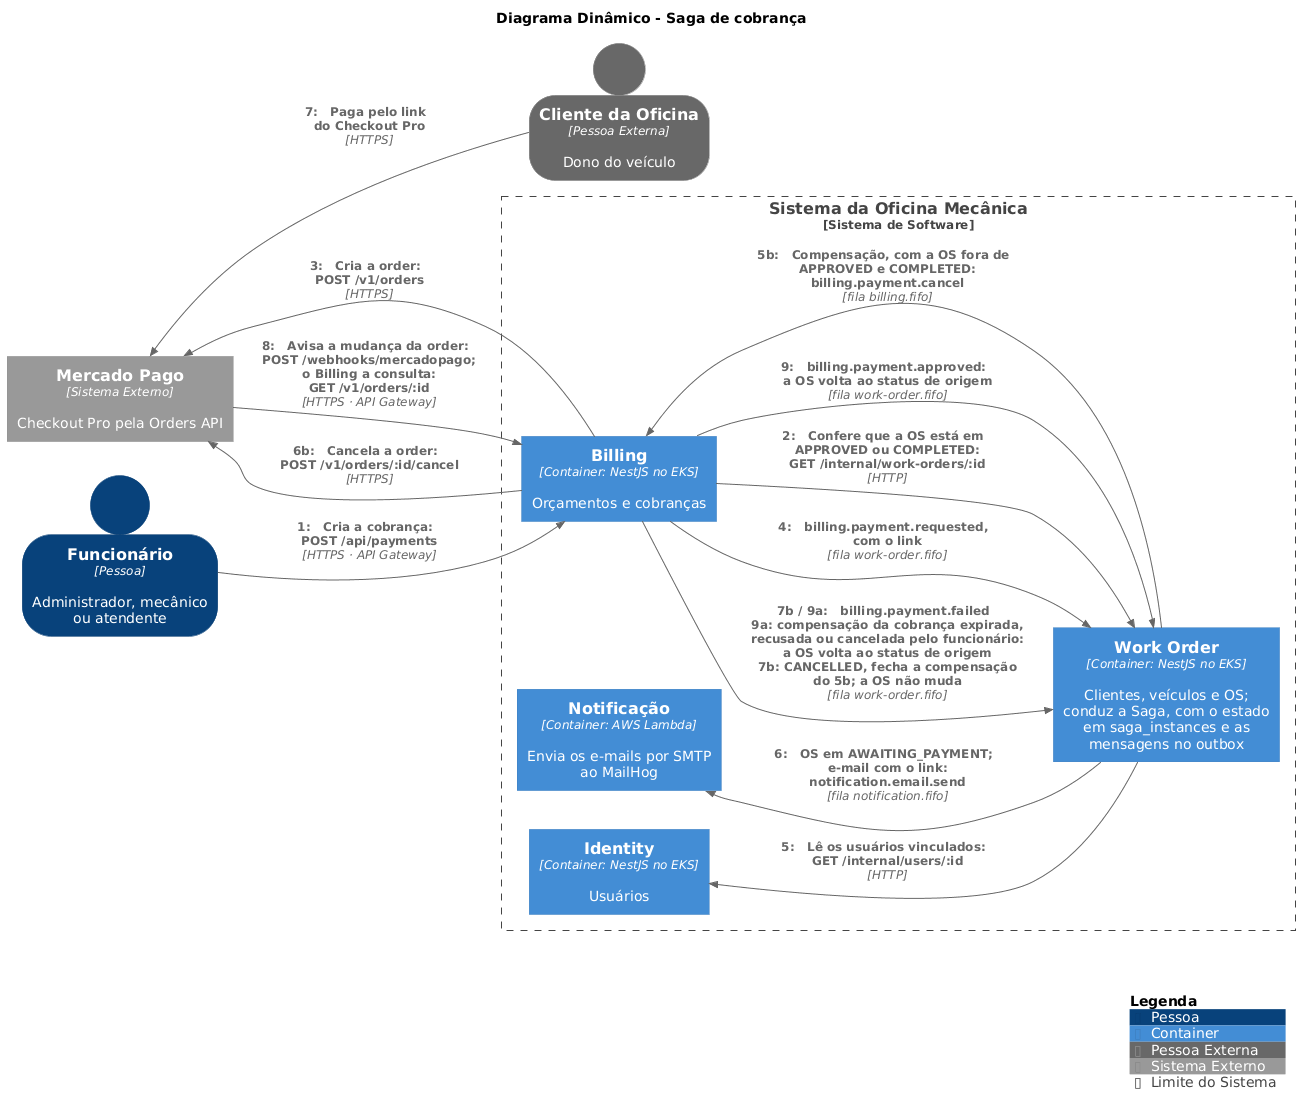 Diagrama Dinâmico - Saga de cobrança
Cliente da Oficina
[Pessoa Externa]
Dono do veículo
7: Paga pelo link
do Checkout Pro
[HTTPS]
Sistema da Oficina Mecânica
[Sistema de Software]
5b: Compensação, com a OS fora de
APPROVED e COMPLETED:
billing.payment.cancel
[fila billing.fifo]
3: Cria a order:
POST /v1/orders
[HTTPS]
8: Avisa a mudança da order:
POST /webhooks/mercadopago;
o Billing a consulta:
GET /v1/orders/:id
[HTTPS · API Gateway]
Mercado Pago
[Sistema Externo]
Checkout Pro pela Orders API
9: billing.payment.approved:
a OS volta ao status de origem
[fila work-order.fifo]
2: Confere que a OS está em
APPROVED ou COMPLETED:
GET /internal/work-orders/:id
[HTTP]
Billing
[Container: NestJS no EKS]
Orçamentos e cobranças
6b: Cancela a order:
POST /v1/orders/:id/cancel
[HTTPS]
1: Cria a cobrança:
POST /api/payments
[HTTPS · API Gateway]
4: billing.payment.requested,
com o link
[fila work-order.fifo]
Funcionário
[Pessoa]
Administrador, mecânico
ou atendente
7b / 9a: billing.payment.failed
9a: compensação da cobrança expirada,
recusada ou cancelada pelo funcionário:
a OS volta ao status de origem
7b: CANCELLED, fecha a compensação
do 5b; a OS não muda
[fila work-order.fifo]
Work Order
[Container: NestJS no EKS]
Clientes, veículos e OS;
conduz a Saga, com o estado
em saga_instances e as
mensagens no outbox
Notificação
[Container: AWS Lambda]
Envia os e-mails por SMTP
ao MailHog
6: OS em AWAITING_PAYMENT;
e-mail com o link:
notification.email.send
[fila notification.fifo]
Identity
[Container: NestJS no EKS]
Usuários
5: Lê os usuários vinculados:
GET /internal/users/:id
[HTTP]
Legenda
Pessoa
Container
Pessoa Externa
Sistema Externo
Limite do Sistema